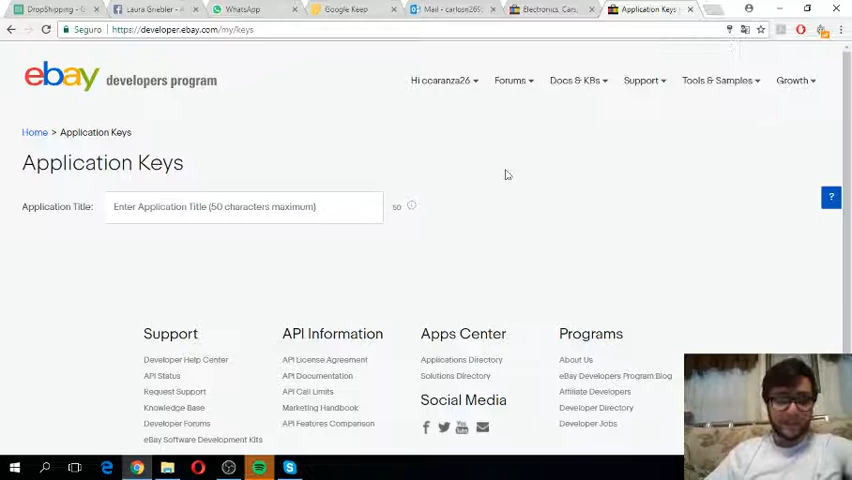 DropShipping - G
Laura Griebler -
WhatsApp
Google Keep
Mail - carlosn265
Electronics, Cars,
Application Keys
Seguro
https://developer.ebay.com/my/keys
ebay developers program
Hi ccaranza26
Forums
Docs & KBs
Support
Tools & Samples
Growth
Home > Application Keys
Application Keys
Application Title:
Enter Application Title (50 characters maximum)
50
?
Support
API Information
Apps Center
Programs
Developer Help Center
API License Agreement
Applications Directory
About Us
API Status
API Documentation
Solutions Directory
eBay Developers Program Blog
Request Support
API Call Limits
Social Media
Affiliate Developers
Knowledge Base
Marketing Handbook
Developer Directory
Developer Forums
API Features Comparison
Developer Jobs
eBay Software Development Kits